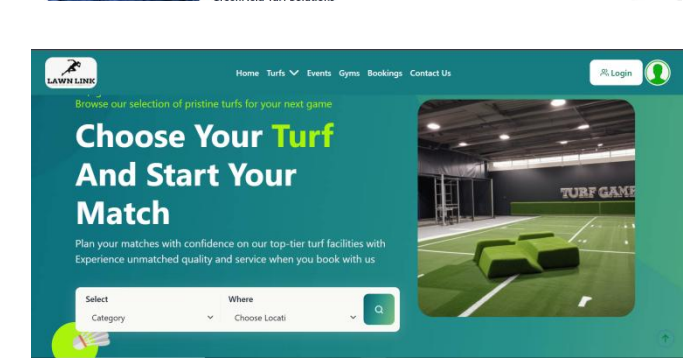 LAWN LINK
Home Turfs Events Gyms Bookings Contact Us
Login
Browse our selection of pristine turfs for your next game
Choose Your Turf
And Start Your
Match
Plan your matches with confidence on our top-tier turf facilities with
Experience unmatched quality and service when you book with us
TURF GAME
Select
Where
Category
Choose Locati